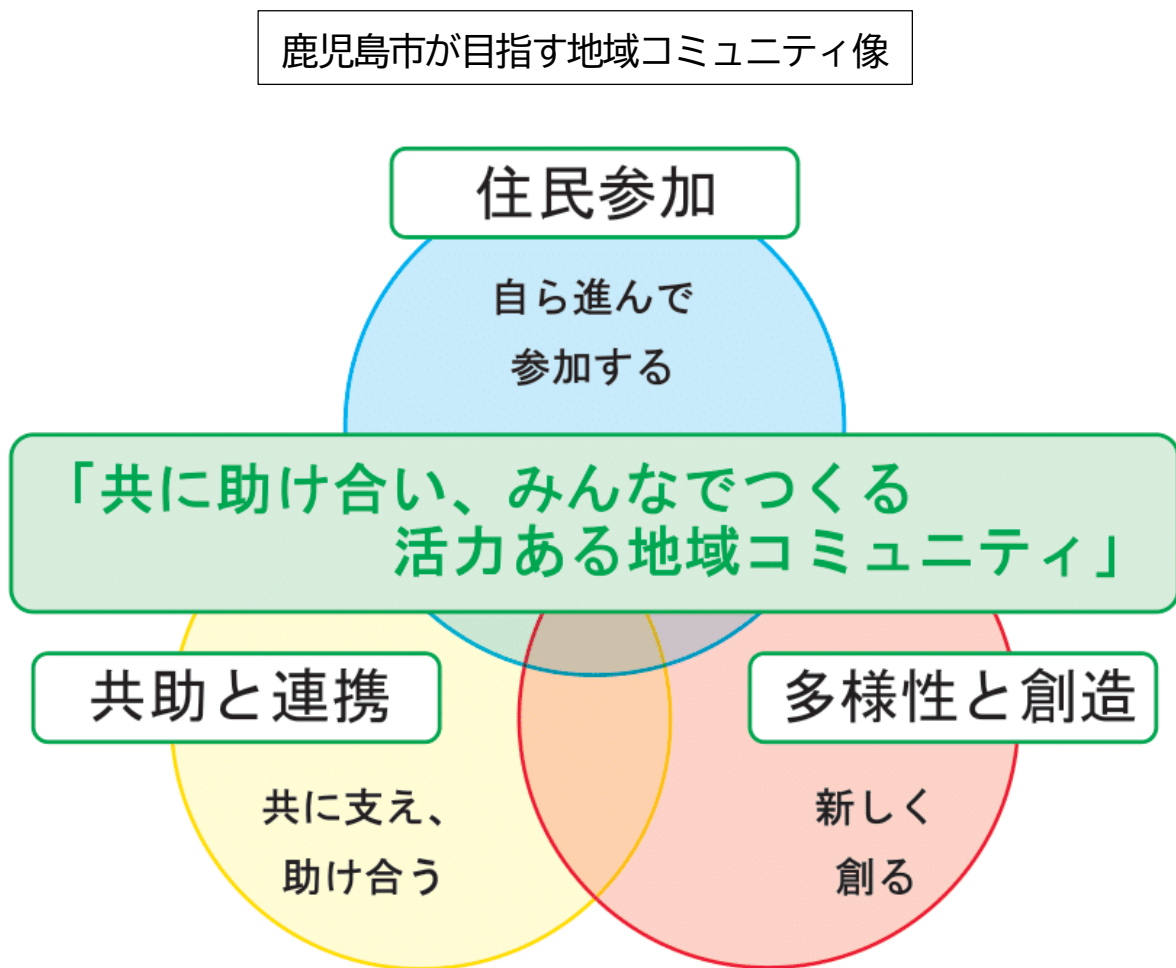 鹿児島市が目指す地域コミュニティ像
住民参加
自ら進んで
参加する
「共に助け合い、みんなでつくる
活力ある地域コミュニティ」
共助と連携
多様性と創造
共に支え、
助け合う
新しく
創る